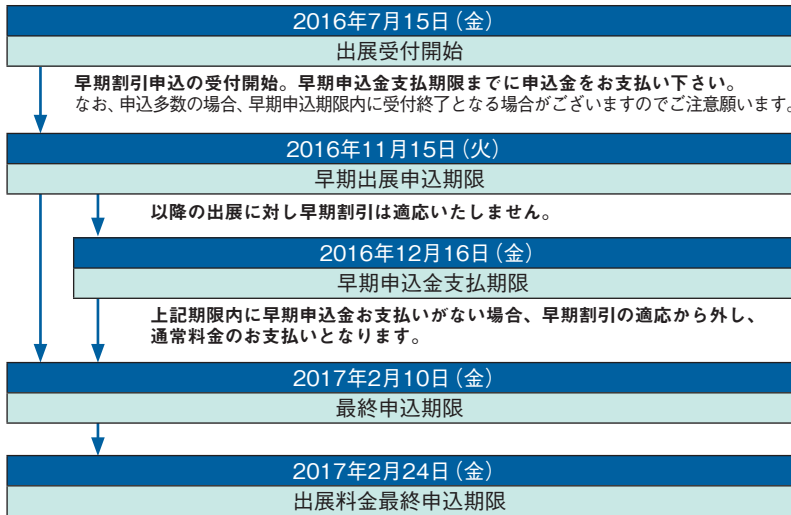 2016年7月15日（金）
出展受付開始
早期割引申込の受付開始。早期申込金支払期限までに申込金をお支払い下さい。
なお、申込多数の場合、早期申込期限内に受付終了となる場合がございますのでご注意願います。
2016年11月15日（火）
早期出展申込期限
以降の出展に対し早期割引は適応いたしません。
2016年12月16日（金）
早期申込金支払期限
上記期限内に早期申込金お支払いがない場合、早期割引の適応から外し、
通常料金のお支払いとなります。
2017年2月10日（金）
最終申込期限
2017年2月24日（金）
出展料金最終申込期限